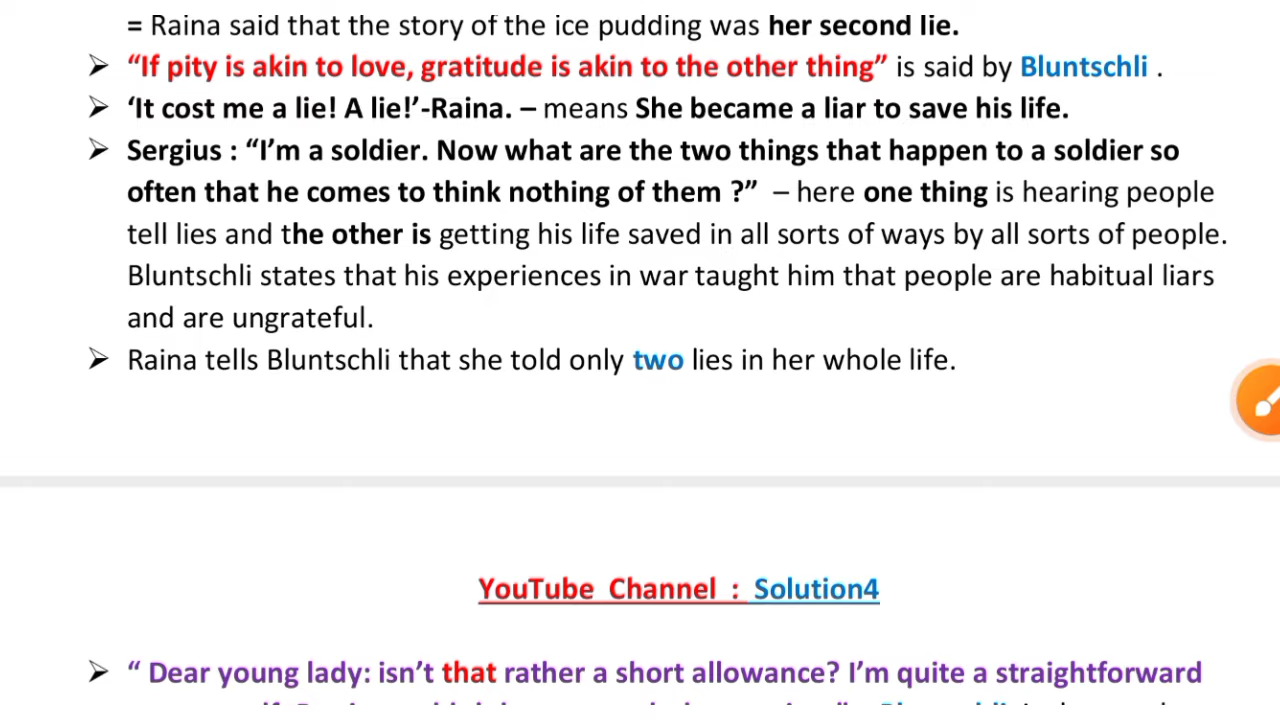 = Raina said that the story of the ice pudding was her second lie.
➢ “If pity is akin to love, gratitude is akin to the other thing” is said by Bluntschli .
➢ ‘It cost me a lie! A lie!’-Raina. – means She became a liar to save his life.
➢ Sergius : “I’m a soldier. Now what are the two things that happen to a soldier so
often that he comes to think nothing of them ?” – here one thing is hearing people
tell lies and the other is getting his life saved in all sorts of ways by all sorts of people.
Bluntschli states that his experiences in war taught him that people are habitual liars
and are ungrateful.
➢ Raina tells Bluntschli that she told only two lies in her whole life.
YouTube Channel : Solution4
➢ “ Dear young lady: isn’t that rather a short allowance? I’m quite a straightforward